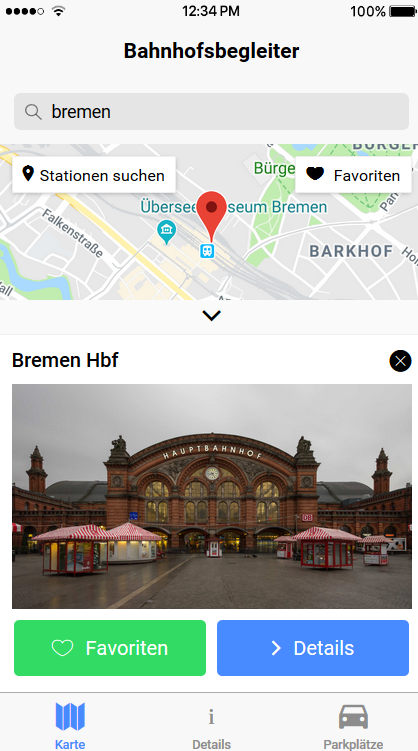 12:34 PM
100%
Bahnhofsbegleiter
bremen
BÜRGER
Stationen suchen
Favoriten
Bürge
Übersee
seum Bremen
Falkenstraße
BARKHOF
Bremen Hbf
HAUPTBAHNHOF
DB
Favoriten
Details
Karte
Details
Parkplätze